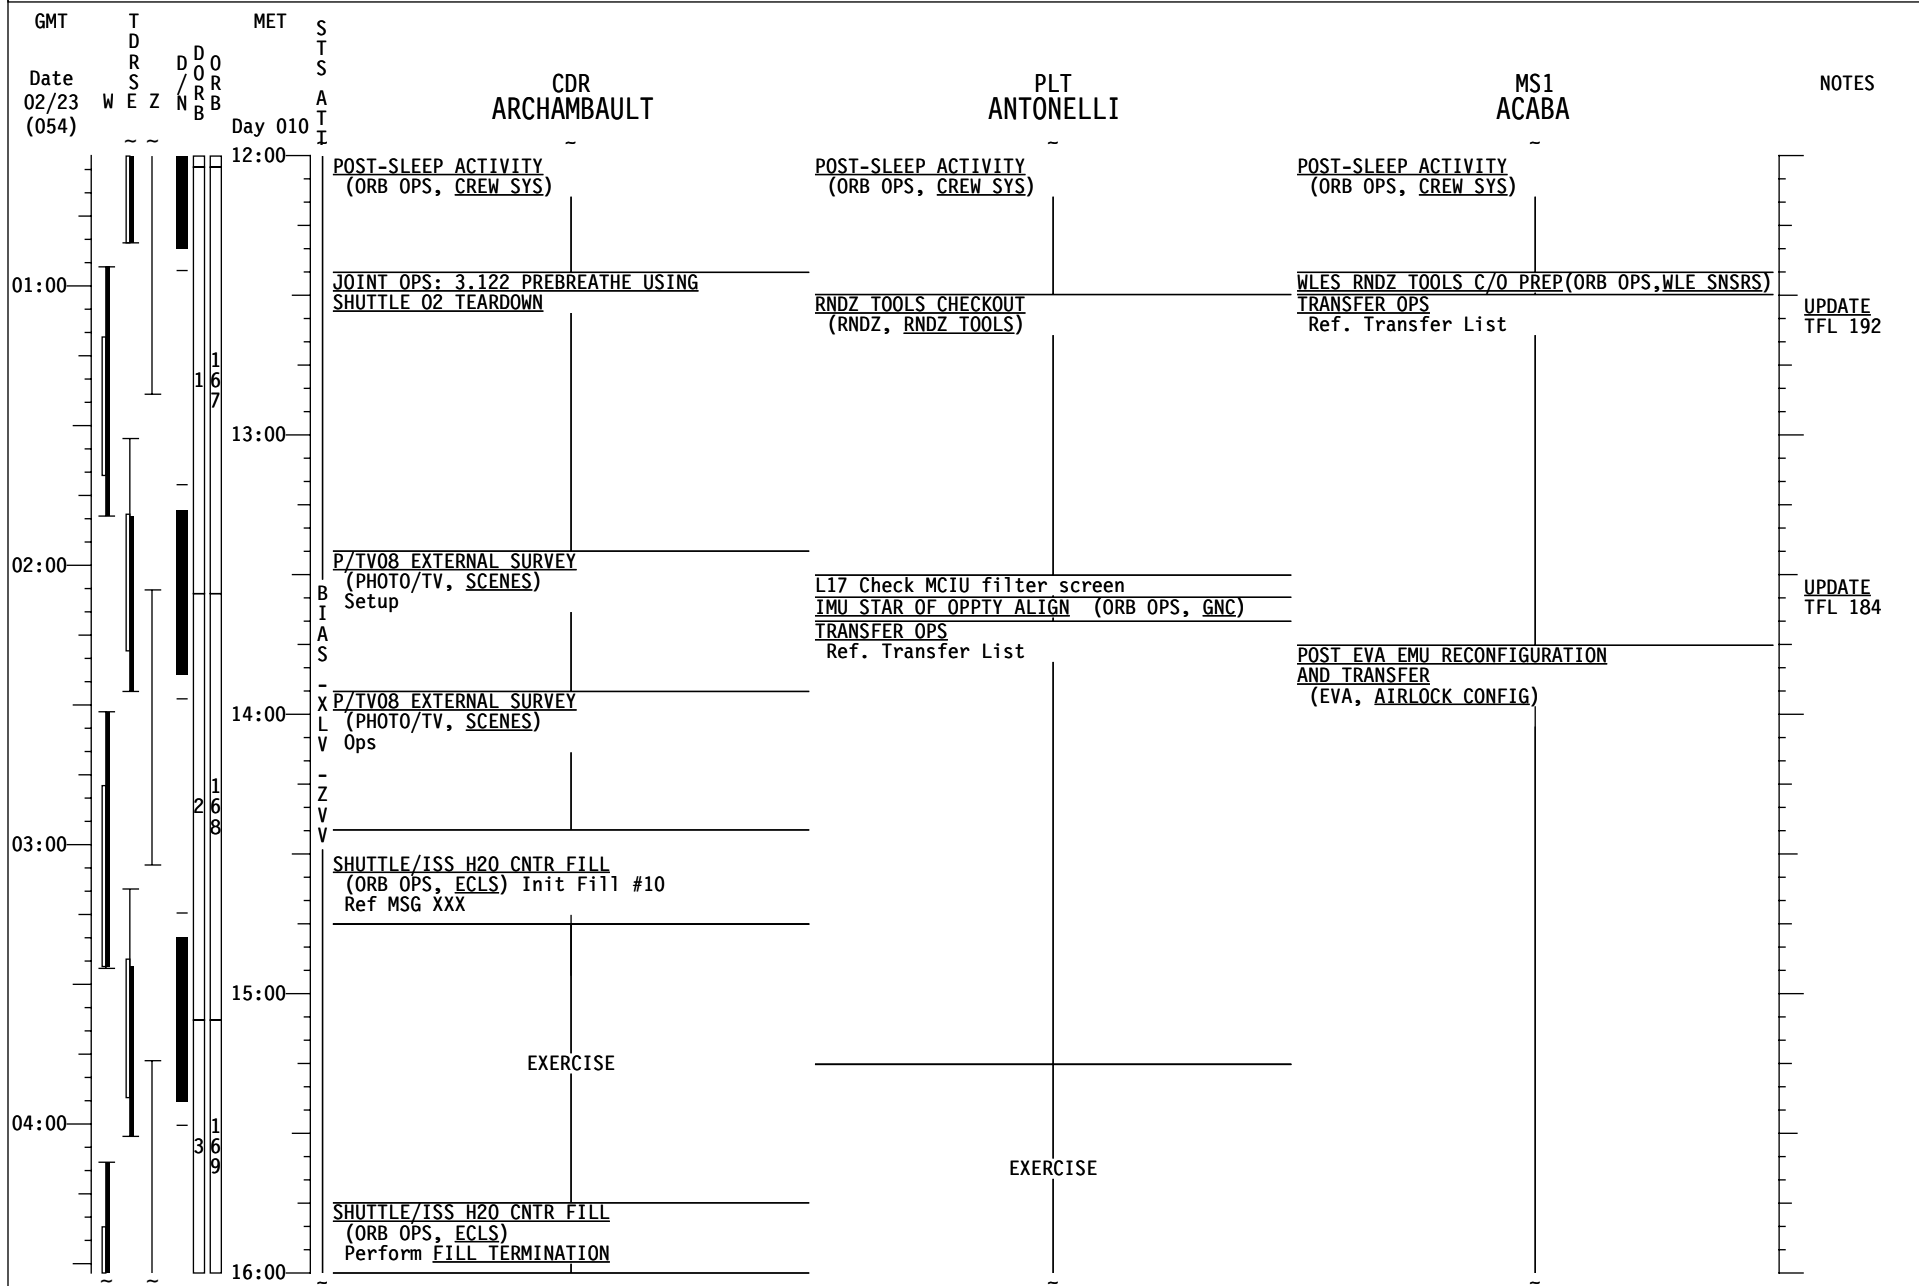 GMT
Date
02/23
(054)
TDRS
W E Z
D/N
DORB
ORB
MET
Day 010
STS ATT
CDR
ARCHAMBAULT
PLT
ANTONELLI
MS1
ACABA
NOTES
~ ~ ~ ~ ~
12:00
POST-SLEEP ACTIVITY
(ORB OPS, CREW SYS)
POST-SLEEP ACTIVITY
(ORB OPS, CREW SYS)
POST-SLEEP ACTIVITY
(ORB OPS, CREW SYS)
01:00
JOINT OPS: 3.122 PREBREATHE USING
SHUTTLE O2 TEARDOWN
RNDZ TOOLS CHECKOUT
(RNDZ, RNDZ TOOLS)
WLES RNDZ TOOLS C/O PREP(ORB OPS,WLE SNSRS)
TRANSFER OPS
Ref. Transfer List
UPDATE
TFL 192
1
167
13:00
02:00
P/TV08 EXTERNAL SURVEY
(PHOTO/TV, SCENES)
Setup
L17 Check MCIU filter screen
IMU STAR OF OPPTY ALIGN (ORB OPS, GNC)
TRANSFER OPS
Ref. Transfer List
UPDATE
TFL 184
BIAS -XLV -ZVV
POST EVA EMU RECONFIGURATION
AND TRANSFER
(EVA, AIRLOCK CONFIG)
14:00
P/TV08 EXTERNAL SURVEY
(PHOTO/TV, SCENES)
Ops
2
168
03:00
SHUTTLE/ISS H2O CNTR FILL
(ORB OPS, ECLS) Init Fill #10
Ref MSG XXX
15:00
EXERCISE
04:00
3
169
EXERCISE
SHUTTLE/ISS H2O CNTR FILL
(ORB OPS, ECLS)
Perform FILL TERMINATION
16:00
~ ~ ~ ~ ~